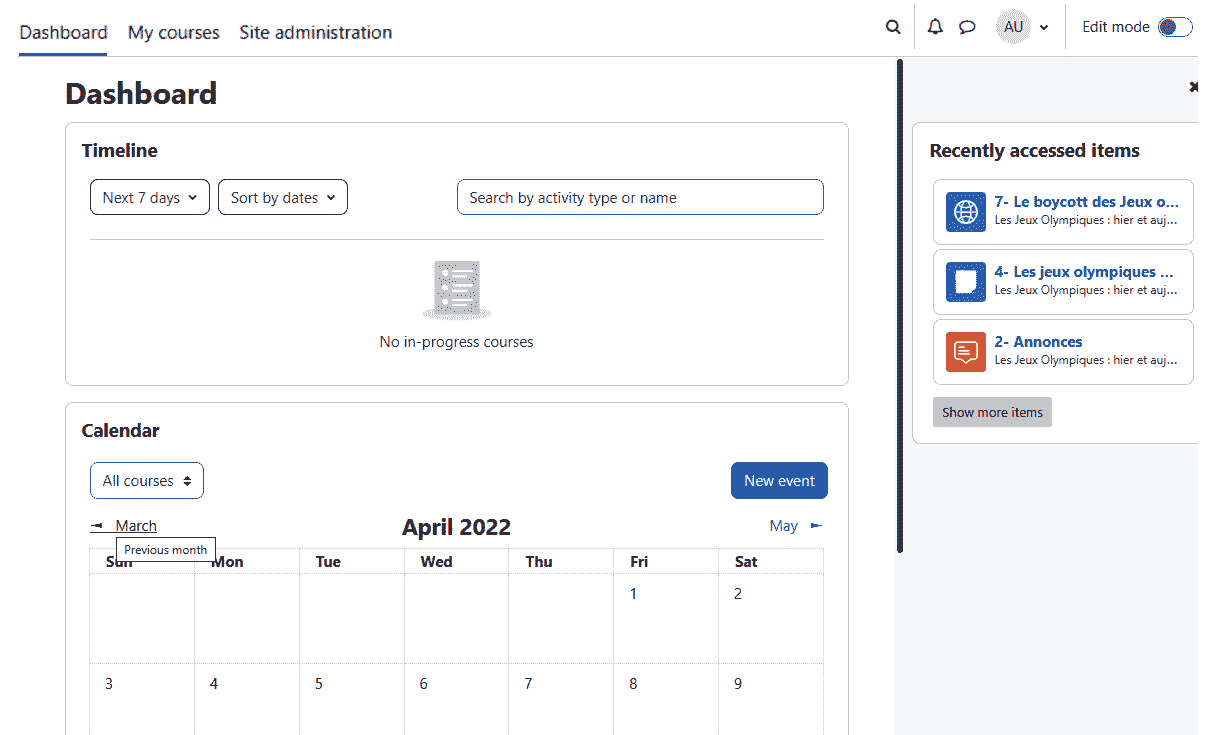 Dashboard My courses Site administration AU Edit mode
Dashboard
Timeline
Next 7 days Sort by dates Search by activity type or name
No in-progress courses
Calendar
All courses New event
March April 2022 May
Previous month
Sun Mon Tue Wed Thu Fri Sat
1 2
3 4 5 6 7 8 9
Recently accessed items
7- Le boycott des Jeux o...
Les Jeux Olympiques : hier et auj...
4- Les jeux olympiques ...
Les Jeux Olympiques : hier et auj...
2- Annonces
Les Jeux Olympiques : hier et auj...
Show more items